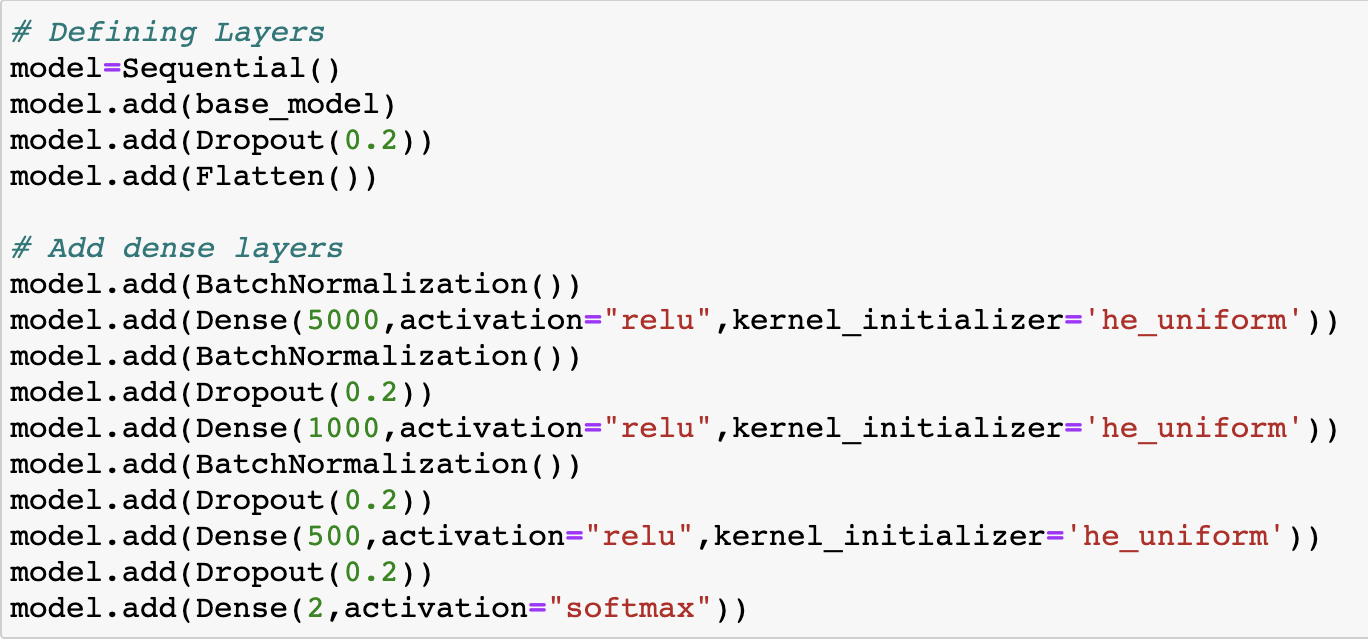 # Defining Layers
model=Sequential()
model.add(base_model)
model.add(Dropout(0.2))
model.add(Flatten())
# Add dense layers
model.add(BatchNormalization())
model.add(Dense(5000,activation="relu",kernel_initializer='he_uniform'))
model.add(BatchNormalization())
model.add(Dropout(0.2))
model.add(Dense(1000,activation="relu",kernel_initializer='he_uniform'))
model.add(BatchNormalization())
model.add(Dropout(0.2))
model.add(Dense(500,activation="relu",kernel_initializer='he_uniform'))
model.add(Dropout(0.2))
model.add(Dense(2,activation="softmax"))